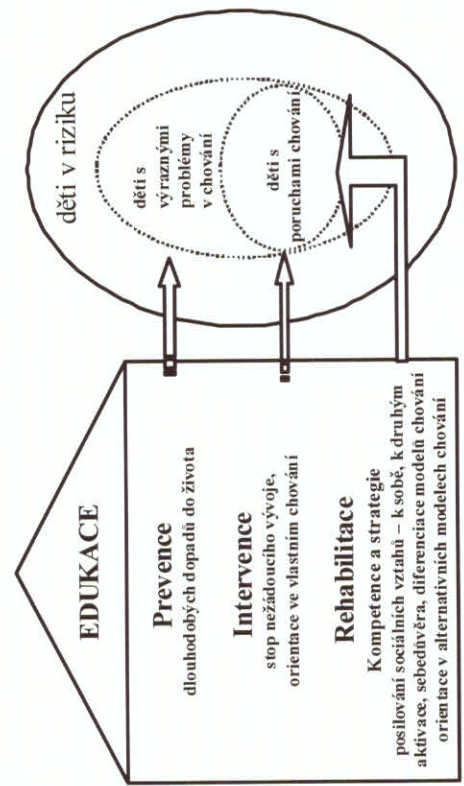 EDUKACE
Prevence
dlouhodobých dopadů do života
Intervence
stop nežádoucího vývoje,
orientace ve vlastním chování
Rehabilitace
Kompetence a strategie
posilování sociálních vztahů – k sobě, k druhým
aktivace, sebedůvěra, diferenciace modelů chování
orientace v alternativních modelech chování
děti v riziku
děti s
výraznými
problémy
v chování
děti s
poruchami chování